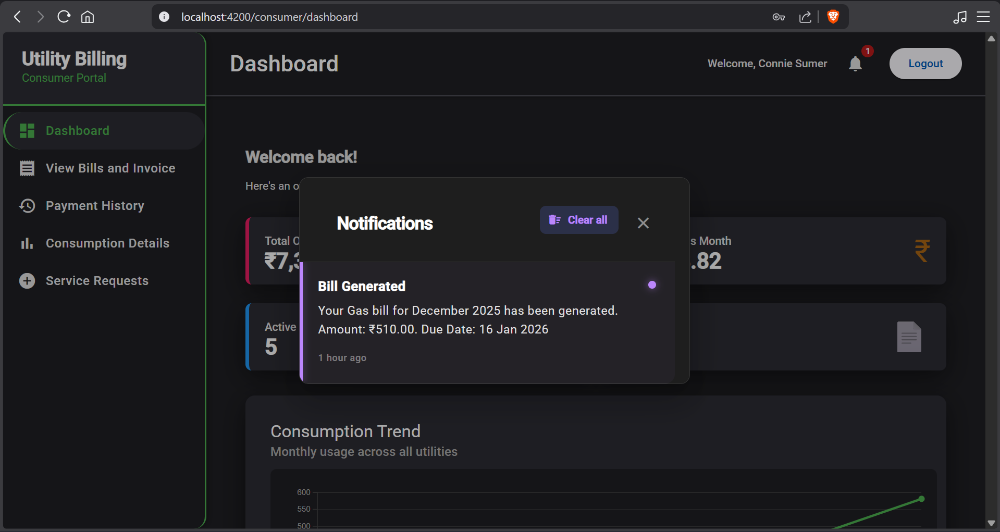 localhost:4200/consumer/dashboard
Utility Billing
Consumer Portal
Dashboard
View Bills and Invoice
Payment History
Consumption Details
Service Requests
Dashboard
Welcome, Connie Sumer
1
Logout
Welcome back!
Here's an o
Total O
₹7,3
s Month
.82
₹
Active
5
Notifications
Clear all
Bill Generated
Your Gas bill for December 2025 has been generated.
Amount: ₹510.00. Due Date: 16 Jan 2026
1 hour ago
Consumption Trend
Monthly usage across all utilities
600
550
500